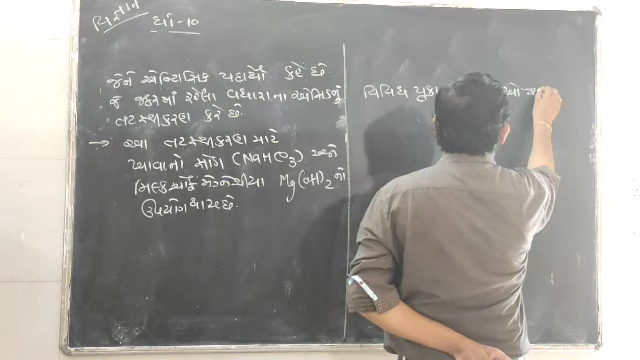 વિજ્ઞાન
ધો-10
જેને એન્ટાસિડ પદાર્થો કહે છે
જે જઠરમાં રહેલા વધારાના એસિડનું
તટસ્થીકરણ કરે છે.
→ આ તટસ્થીકરણ માટે
ખાવાનો સોડા (NaHCO3) અને
મિલ્ક ઓફ મેગ્નેશીયા Mg(OH)2 નો
ઉપયોગ થાય છે.
વિવિધ